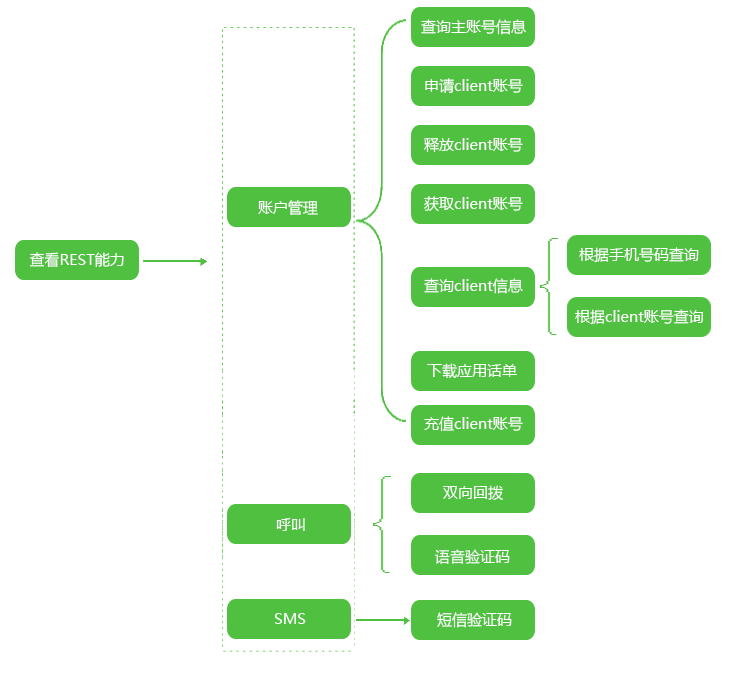 查看REST能力
账户管理
查询主账号信息
申请client账号
释放client账号
获取client账号
查询client信息
根据手机号码查询
根据client账号查询
下载应用话单
充值client账号
呼叫
双向回拨
语音验证码
SMS
短信验证码